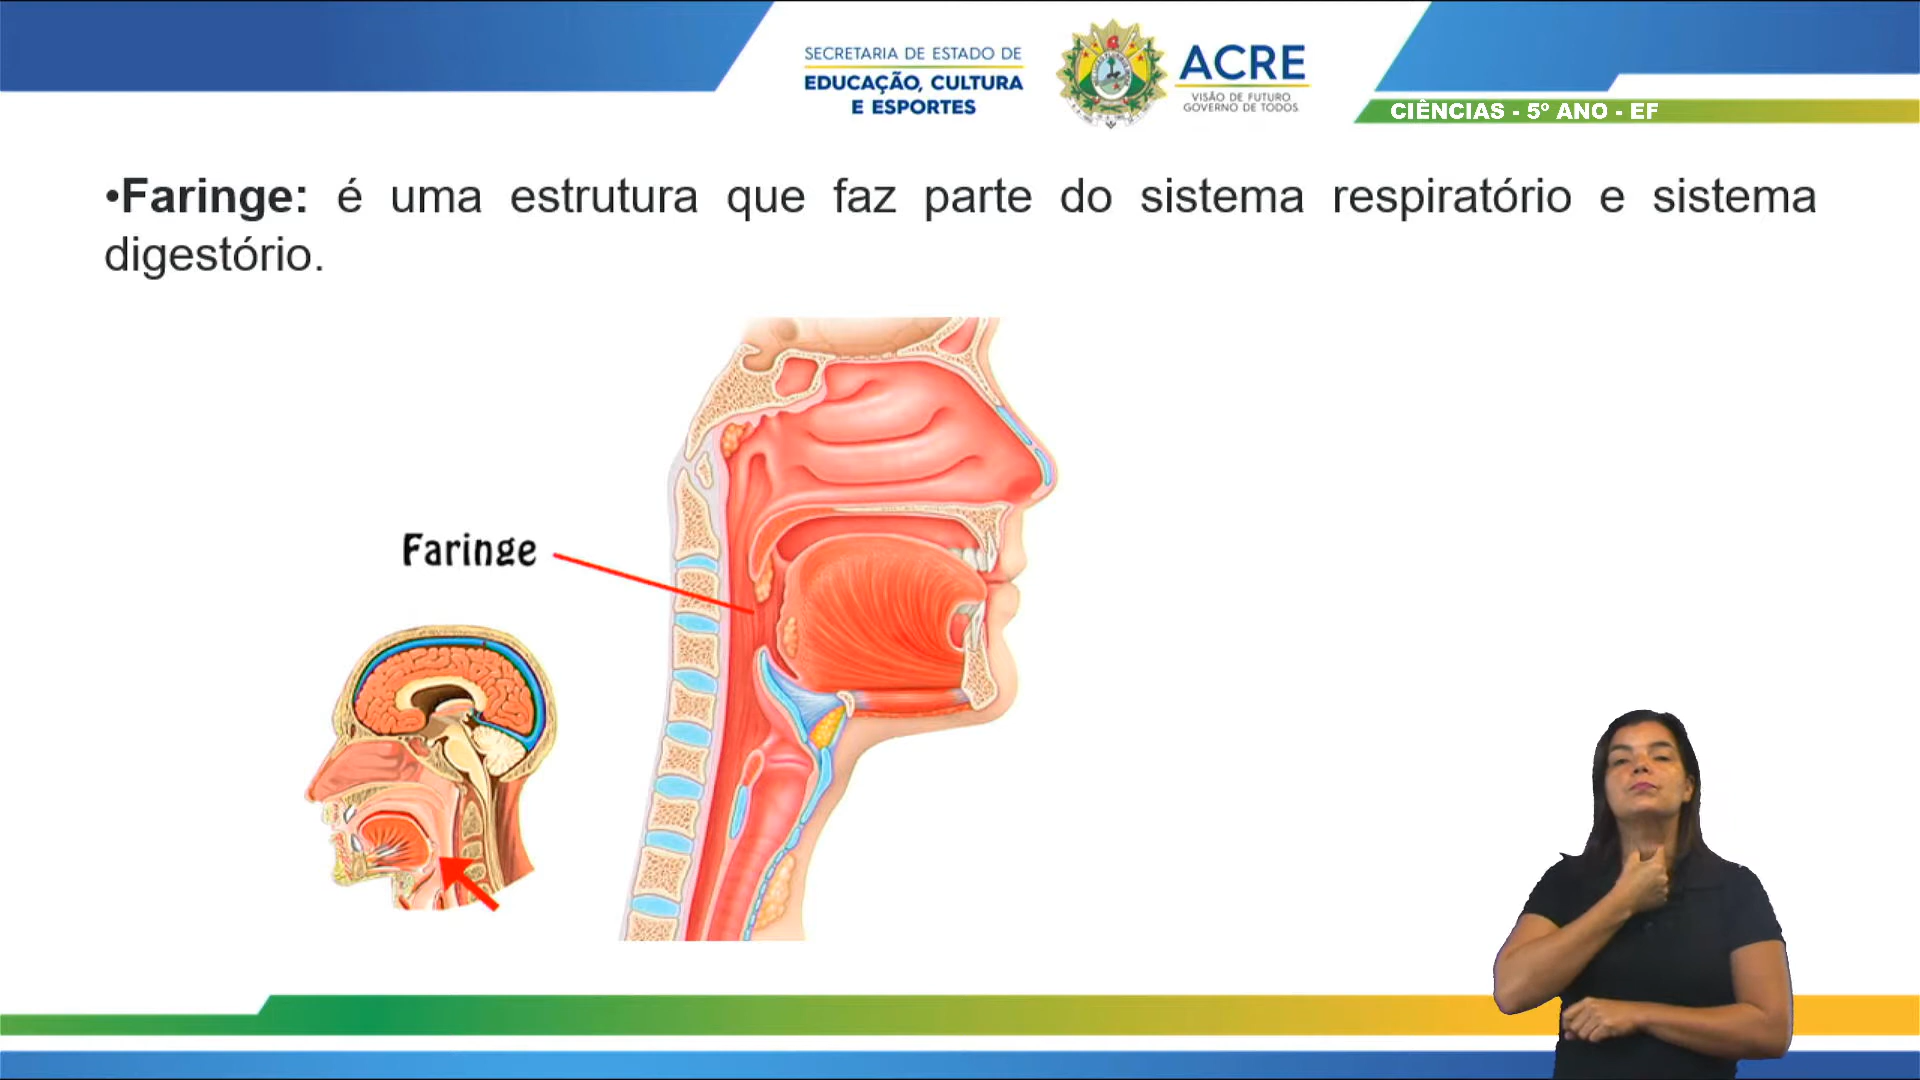 SECRETARIA DE ESTADO DE
EDUCAÇÃO, CULTURA
E ESPORTES
ACRE
VISÃO DE FUTURO
GOVERNO DE TODOS
CIÊNCIAS - 5º ANO - EF
•Faringe: é uma estrutura que faz parte do sistema respiratório e sistema
digestório.
Faringe